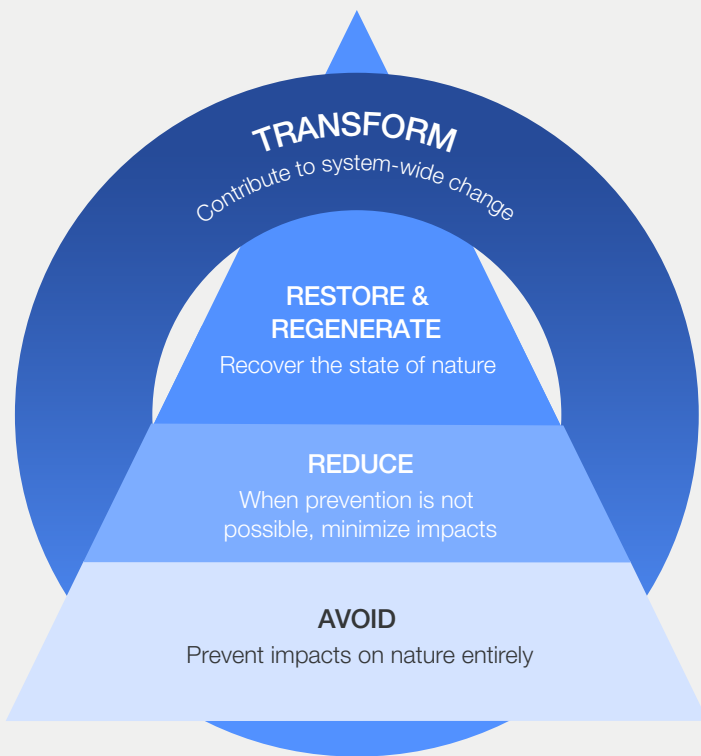 TRANSFORM
Contribute to system-wide change
RESTORE &
REGENERATE
Recover the state of nature
REDUCE
When prevention is not
possible, minimize impacts
AVOID
Prevent impacts on nature entirely